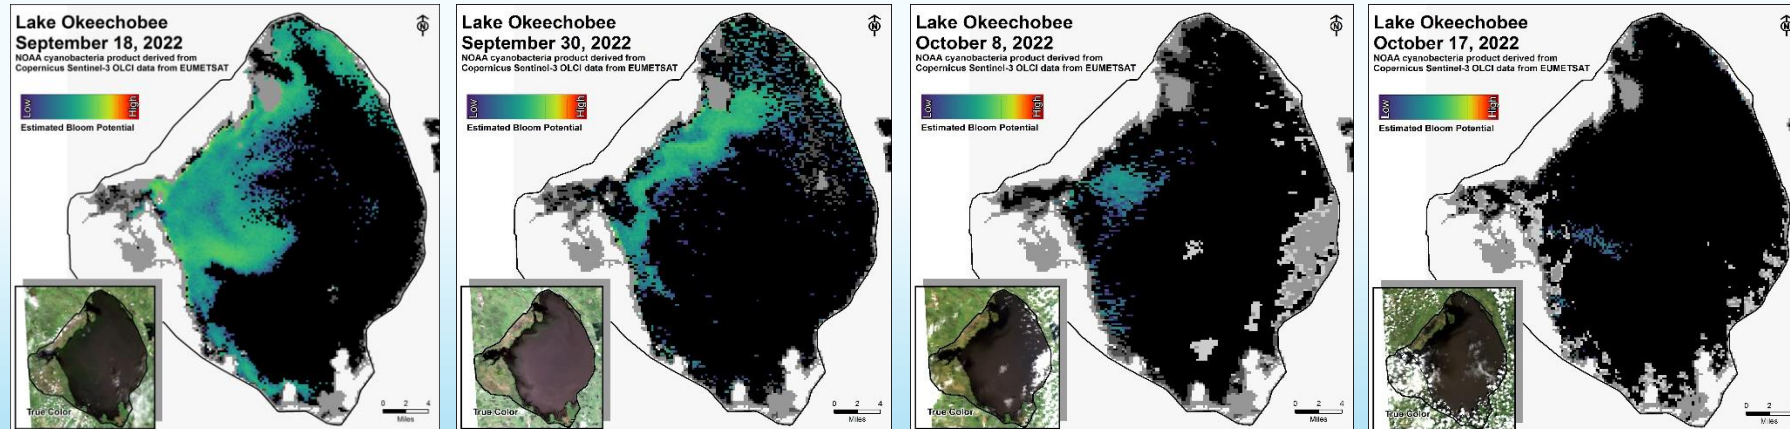 Lake Okeechobee
September 18, 2022
NOAA cyanobacteria product derived from
Copernicus Sentinel-3 OLCI data from EUMETSAT
N
Low
High
Estimated Bloom Potential
True Color
0 2 4
Miles
Lake Okeechobee
September 30, 2022
NOAA cyanobacteria product derived from
Copernicus Sentinel-3 OLCI data from EUMETSAT
N
Low
High
Estimated Bloom Potential
True Color
0 2 4
Miles
Lake Okeechobee
October 8, 2022
NOAA cyanobacteria product derived from
Copernicus Sentinel-3 OLCI data from EUMETSAT
N
Low
High
Estimated Bloom Potential
True Color
0 2 4
Miles
Lake Okeechobee
October 17, 2022
NOAA cyanobacteria product derived from
Copernicus Sentinel-3 OLCI data from EUMETSAT
N
Low
High
Estimated Bloom Potential
True Color
0 2 4
Miles